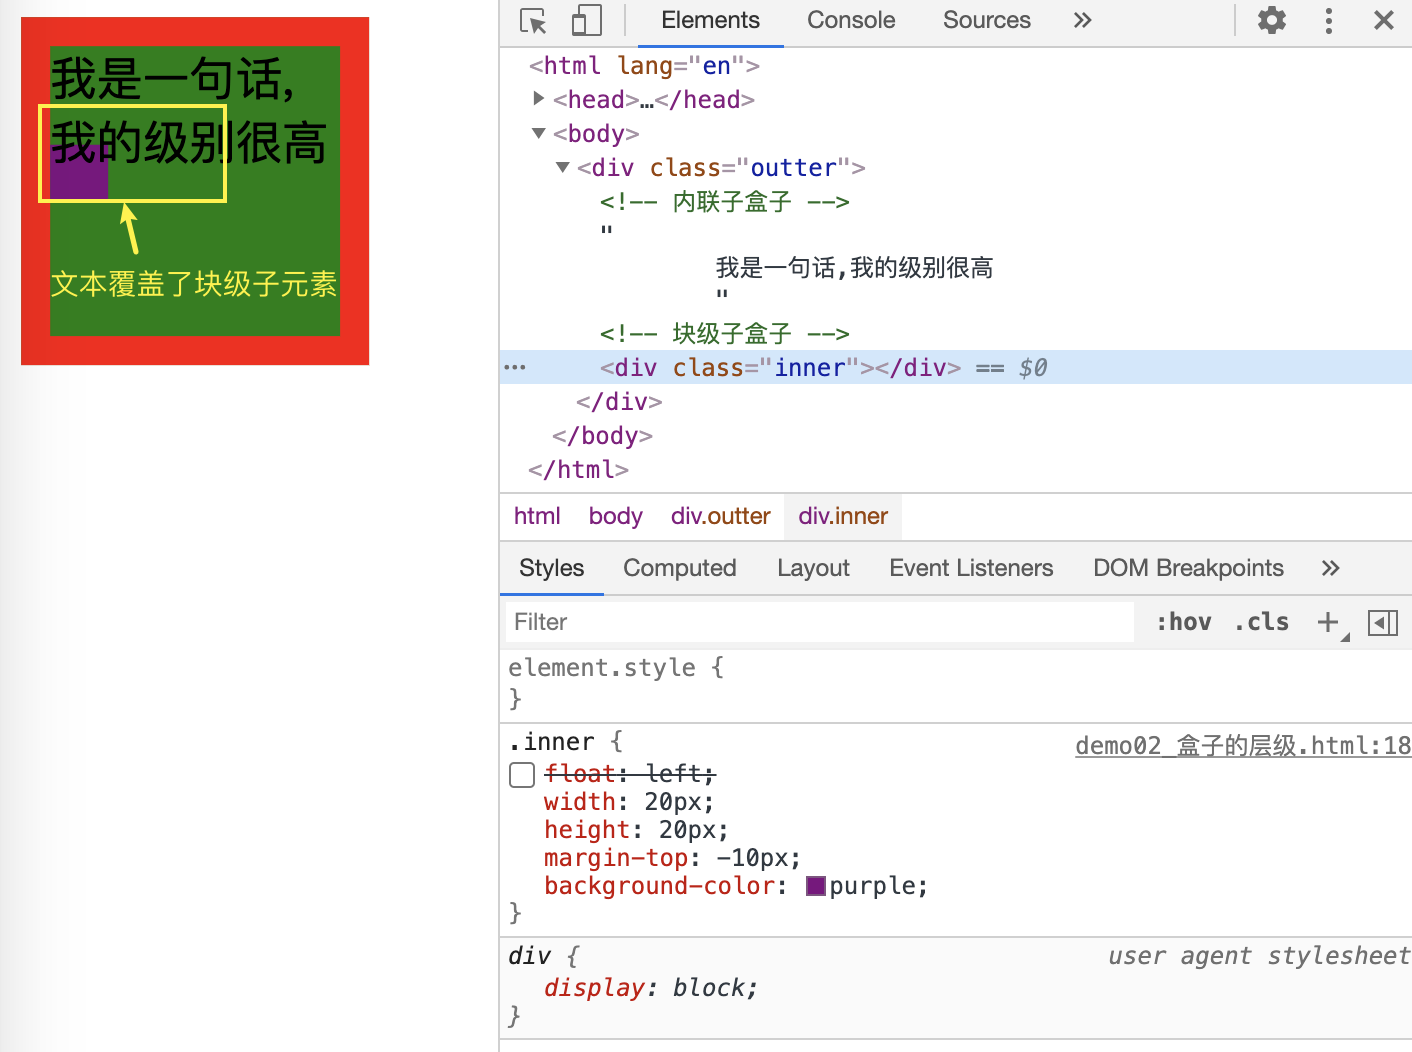 我是一句话,
我的级别很高
文本覆盖了块级子元素
Elements Console Sources »
<html lang="en">
<head>…</head>
<body>
<div class="outter">
<!-- 内联子盒子 -->
"
我是一句话,我的级别很高
"
<!-- 块级子盒子 -->
<div class="inner"></div> == $0
</div>
</body>
</html>
html body div.outter div.inner
Styles Computed Layout Event Listeners DOM Breakpoints »
Filter :hov .cls +
element.style {
}
.inner { demo02_盒子的层级.html:18
float: left;
width: 20px;
height: 20px;
margin-top: -10px;
background-color: purple;
}
div { user agent stylesheet
display: block;
}